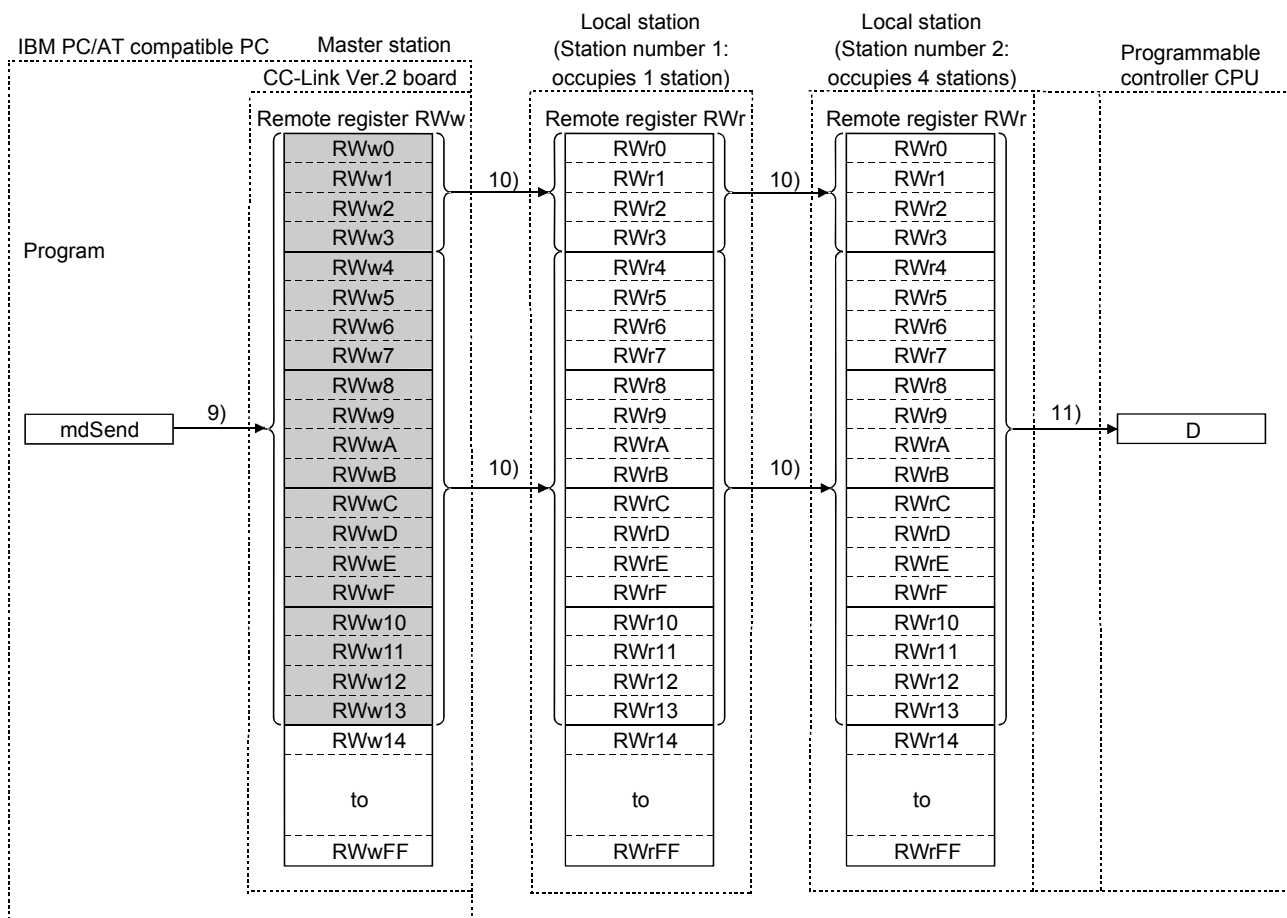 IBM PC/AT compatible PC
Master station
CC-Link Ver.2 board
Local station
(Station number 1:
occupies 1 station)
Local station
(Station number 2:
occupies 4 stations)
Programmable
controller CPU
Program
mdSend
9)
Remote register RWw
RWw0
RWw1
RWw2
RWw3
RWw4
RWw5
RWw6
RWw7
RWw8
RWw9
RWwA
RWwB
RWwC
RWwD
RWwE
RWwF
RWw10
RWw11
RWw12
RWw13
RWw14
to
RWwFF
10)
10)
Remote register RWr
RWr0
RWr1
RWr2
RWr3
RWr4
RWr5
RWr6
RWr7
RWr8
RWr9
RWrA
RWrB
RWrC
RWrD
RWrE
RWrF
RWr10
RWr11
RWr12
RWr13
RWr14
to
RWrFF
10)
10)
Remote register RWr
RWr0
RWr1
RWr2
RWr3
RWr4
RWr5
RWr6
RWr7
RWr8
RWr9
RWrA
RWrB
RWrC
RWrD
RWrE
RWrF
RWr10
RWr11
RWr12
RWr13
RWr14
to
RWrFF
11)
D